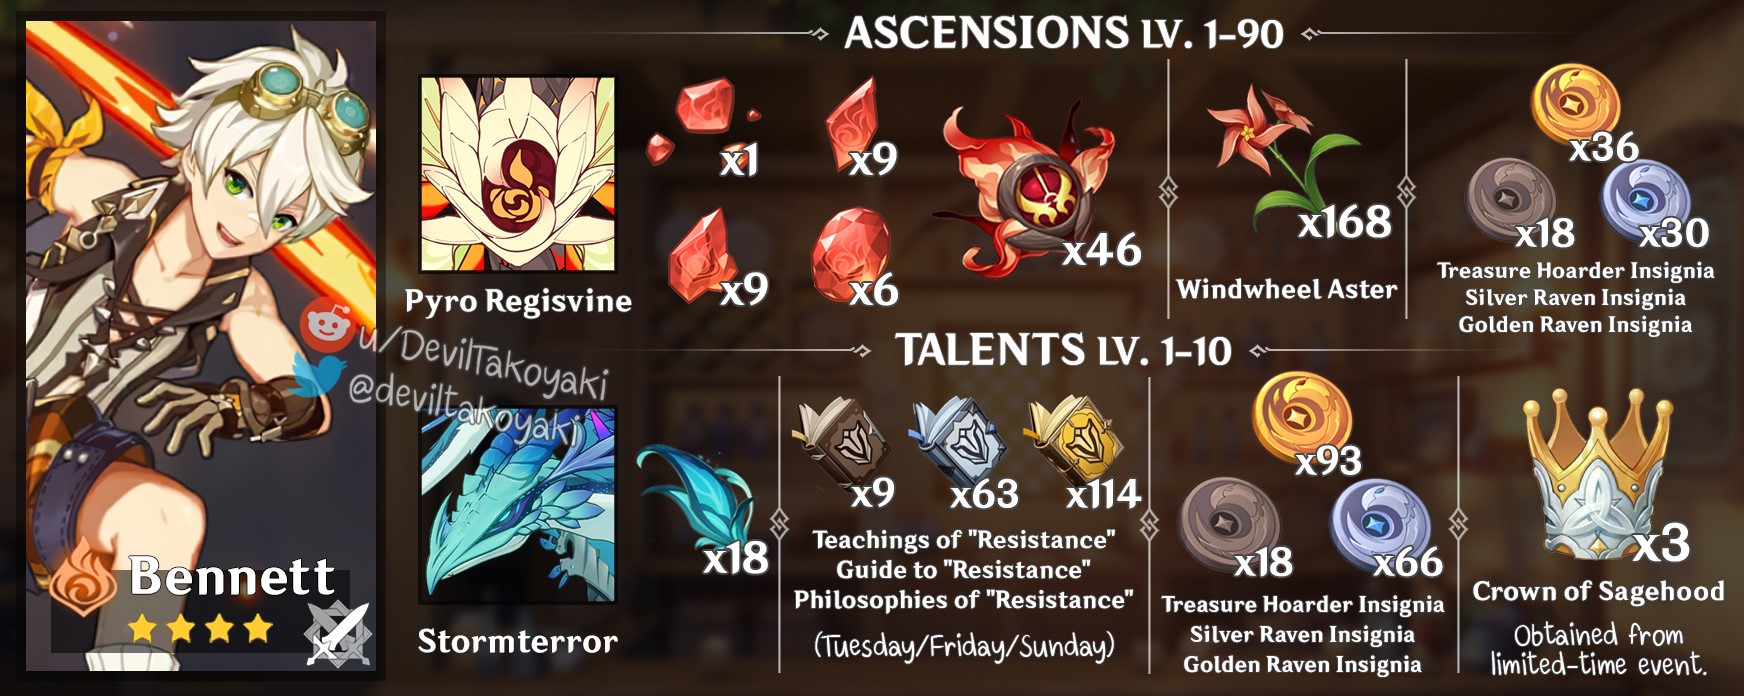 ASCENSIONS LV. 1-90
x1
x9
x9
x6
x46
Pyro Regisvine
x168
Windwheel Aster
x36
x18
x30
Treasure Hoarder Insignia
Silver Raven Insignia
Golden Raven Insignia
u/DevilTakoyaki
@deviltakoyaki
TALENTS LV. 1-10
x18
Stormterror
x9
x63
x114
Teachings of "Resistance"
Guide to "Resistance"
Philosophies of "Resistance"
(Tuesday/Friday/Sunday)
x93
x18
x66
Treasure Hoarder Insignia
Silver Raven Insignia
Golden Raven Insignia
x3
Crown of Sagehood
Obtained from
limited-time event.
Bennett